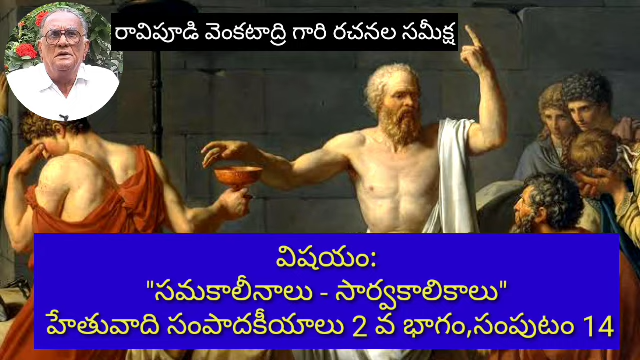 రావిపూడి వెంకటాద్రి గారి రచనల సమీక్ష
విషయం:
"సమకాలీనాలు - సార్వకాలికాలు"
హేతువాది సంపాదకీయాలు 2 వ భాగం,సంపుటం 14